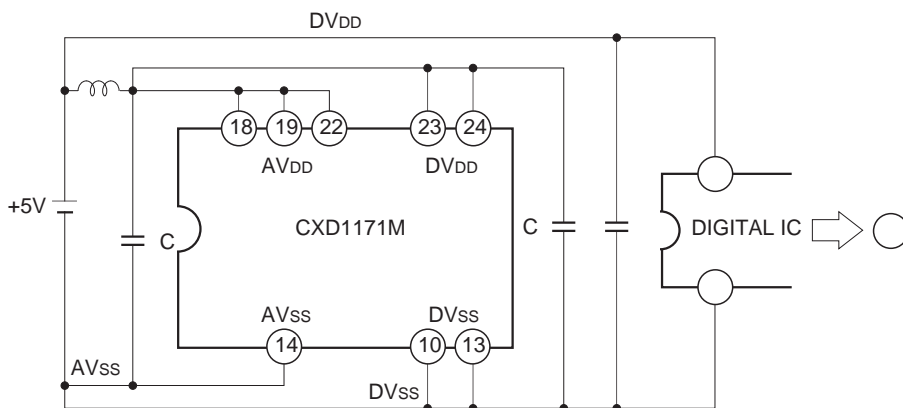 DVDD
18 19 22 23 24
AVDD DVDD
+5V
C CXD1171M C DIGITAL IC
AVSS DVSS
14 10 13
AVSS DVSS